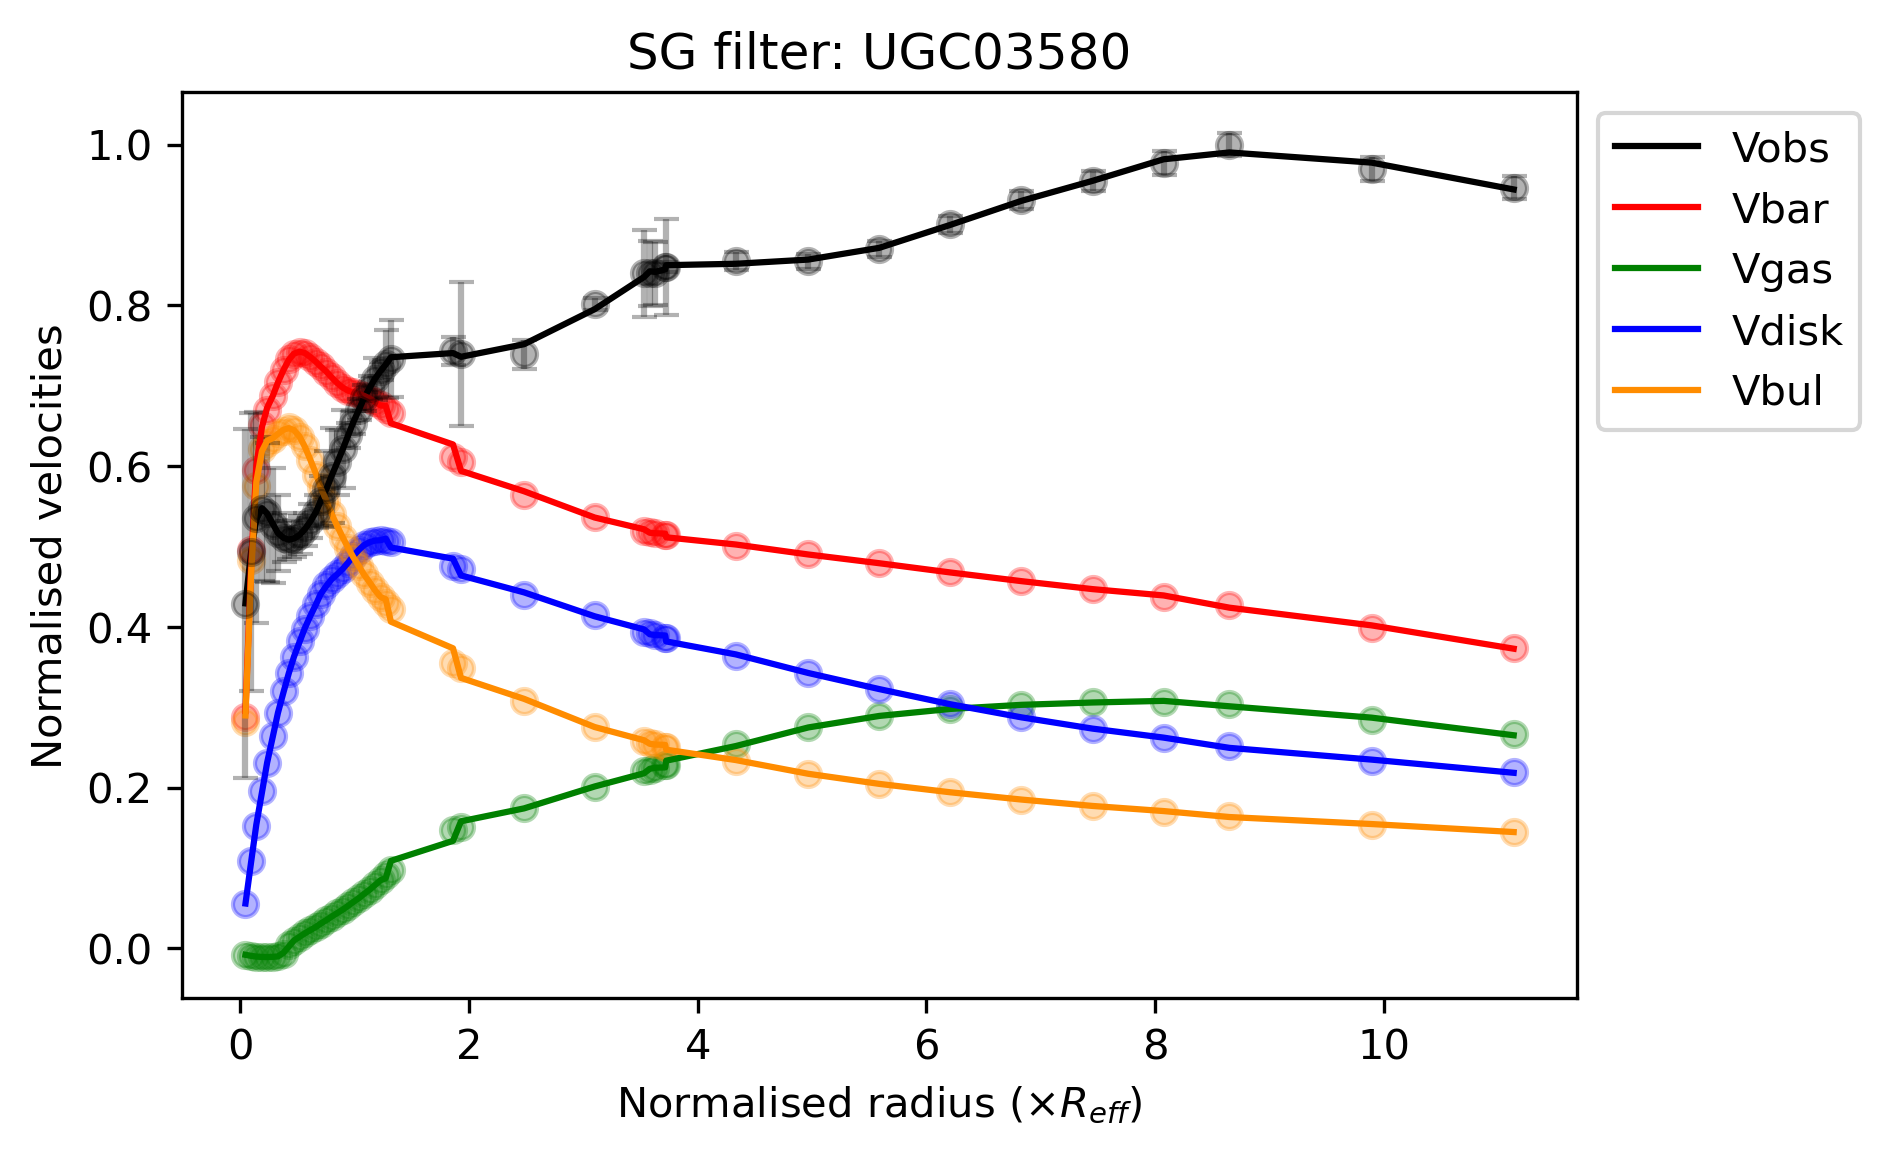 SG filter: UGC03580
Normalised velocities
1.0
0.8
0.6
0.4
0.2
0.0
0 2 4 6 8 10
Normalised radius (×R_eff)
Vobs
Vbar
Vgas
Vdisk
Vbul